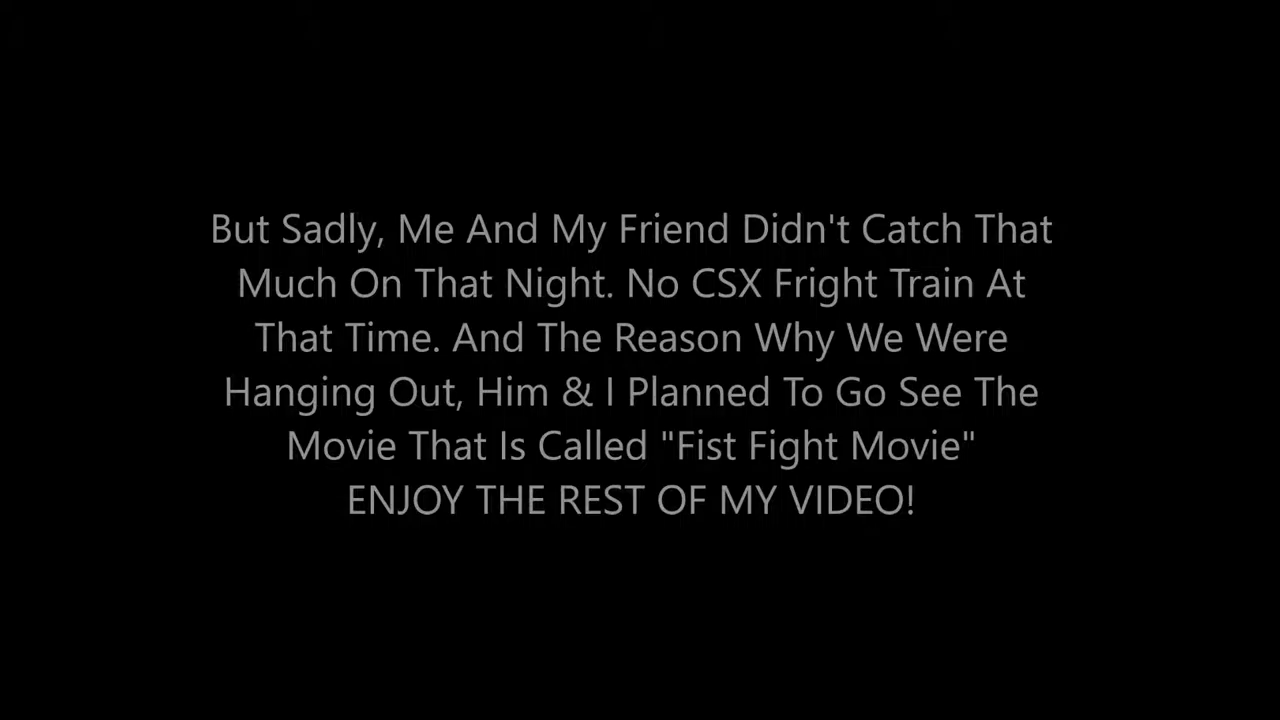 But Sadly, Me And My Friend Didn't Catch That
Much On That Night. No CSX Fright Train At
That Time. And The Reason Why We Were
Hanging Out, Him & I Planned To Go See The
Movie That Is Called "Fist Fight Movie"
ENJOY THE REST OF MY VIDEO!